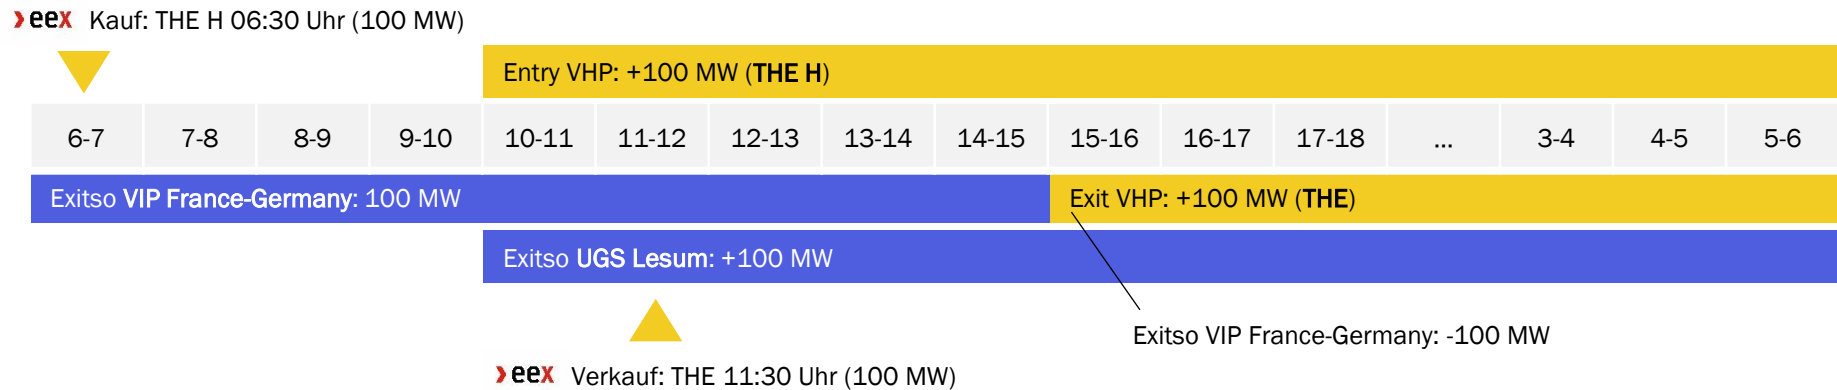 eex Kauf: THE H 06:30 Uhr (100 MW)
Entry VHP: +100 MW (THE H)
6-7 7-8 8-9 9-10 10-11 11-12 12-13 13-14 14-15 15-16 16-17 17-18 ... 3-4 4-5 5-6
Exitso VIP France-Germany: 100 MW
Exit VHP: +100 MW (THE)
Exitso UGS Lesum: +100 MW
Exitso VIP France-Germany: -100 MW
eex Verkauf: THE 11:30 Uhr (100 MW)